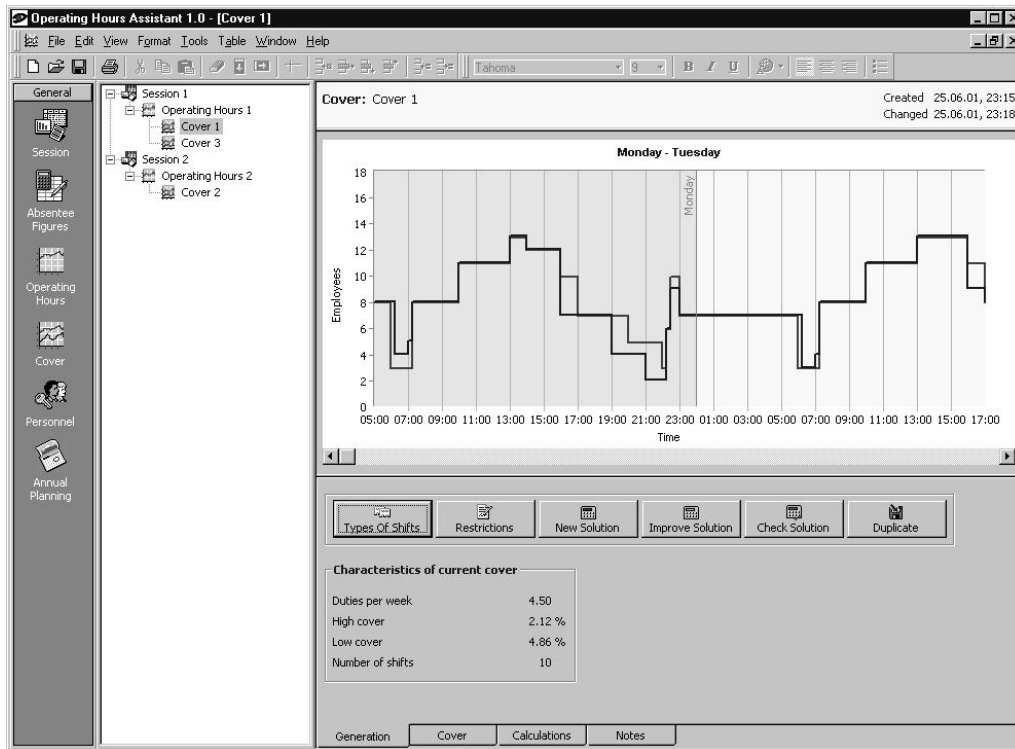 Operating Hours Assistant 1.0 - [Cover 1]
File Edit View Format Tools Table Window Help
Tahoma 9 B I U
General
Session
Absentee
Figures
Operating
Hours
Cover
Personnel
Annual
Planning
Session 1
Operating Hours 1
Cover 1
Cover 3
Session 2
Operating Hours 2
Cover 2
Cover: Cover 1
Created 25.06.01, 23:15
Changed 25.06.01, 23:18
Monday - Tuesday
Employees
18
16
14
12
10
8
6
4
2
0
Monday
05:00 07:00 09:00 11:00 13:00 15:00 17:00 19:00 21:00 23:00 01:00 03:00 05:00 07:00 09:00 11:00 13:00 15:00 17:00
Time
Types Of Shifts Restrictions New Solution Improve Solution Check Solution Duplicate
Characteristics of current cover
Duties per week 4.50
High cover 2.12 %
Low cover 4.86 %
Number of shifts 10
Generation Cover Calculations Notes